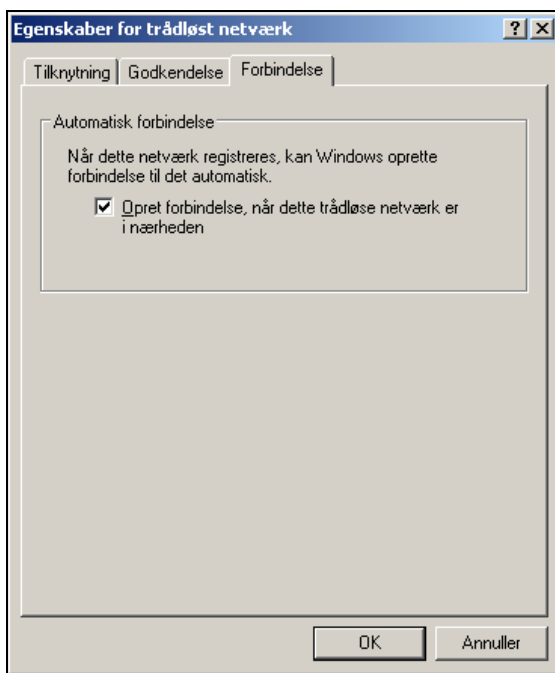 Egenskaber for trådløst netværk
Tilknytning Godkendelse Forbindelse
Automatisk forbindelse
Når dette netværk registreres, kan Windows oprette
forbindelse til det automatisk.
Opret forbindelse, når dette trådløse netværk er
i nærheden
OK Annuller